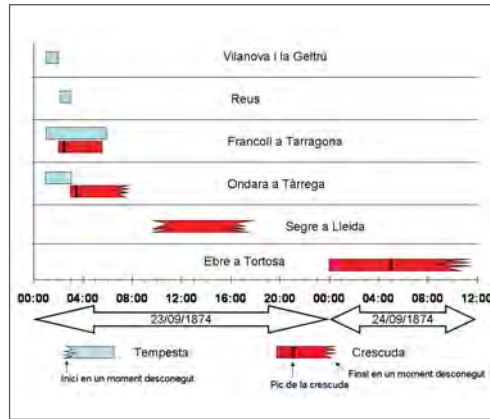 Vilanova i la Geltrú
Reus
Francolí a Tarragona
Ondara a Tàrrega
Segre a Lleida
Ebre a Tortosa
00:00 04:00 08:00 12:00 16:00 20:00 00:00 04:00 08:00 12:00
23/09/1874 24/09/1874
Tempesta Crescuda
Inici en un moment desconegut Pic de la crescuda Final en un moment desconegut